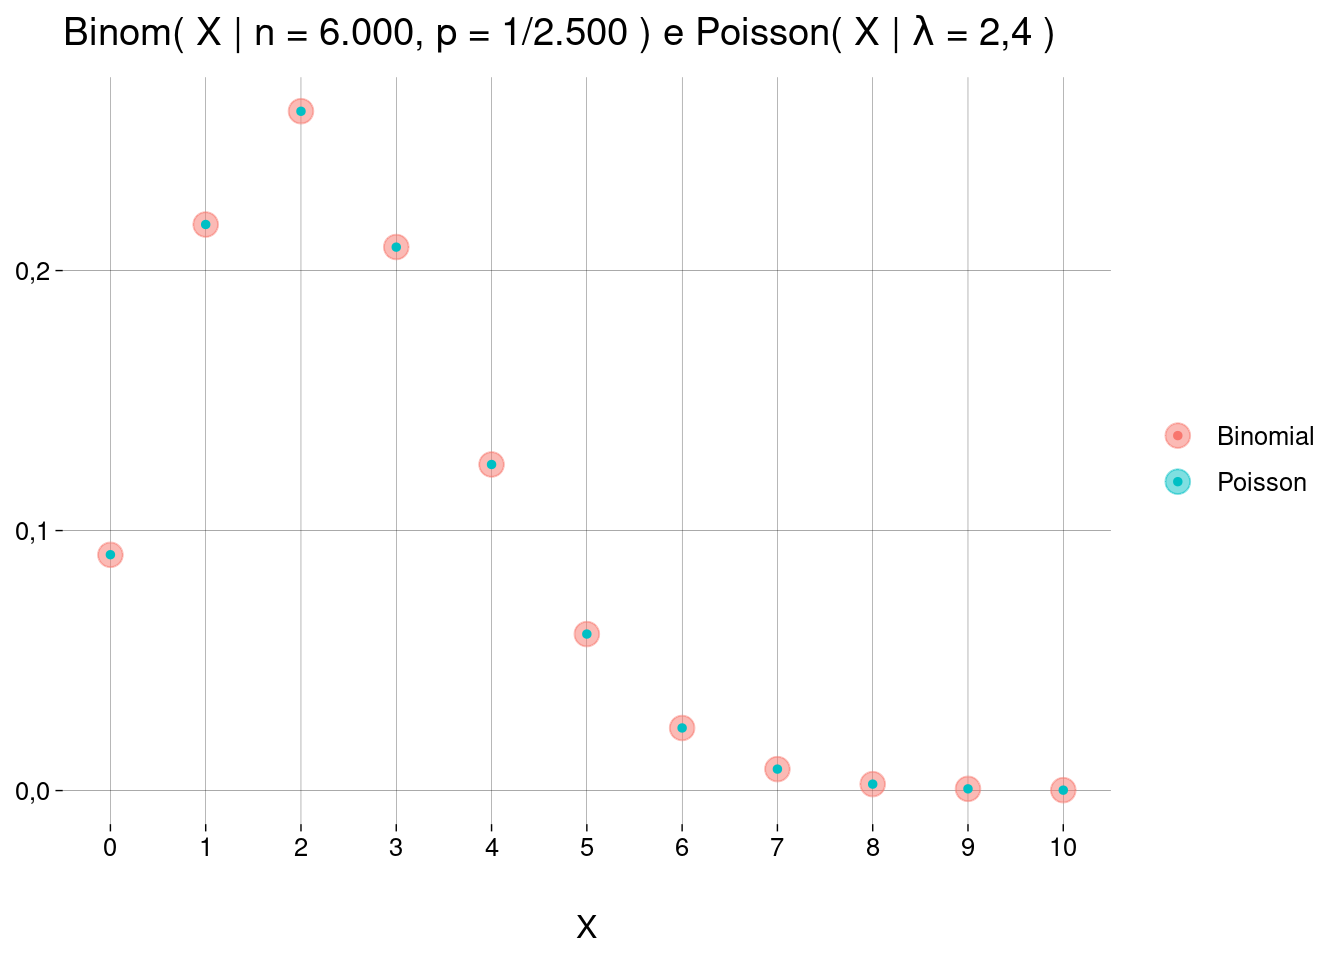 Binom( X | n = 6.000, p = 1/2.500 ) e Poisson( X | λ = 2,4 )
0,2
0,1
0,0
0 1 2 3 4 5 6 7 8 9 10
X
Binomial
Poisson